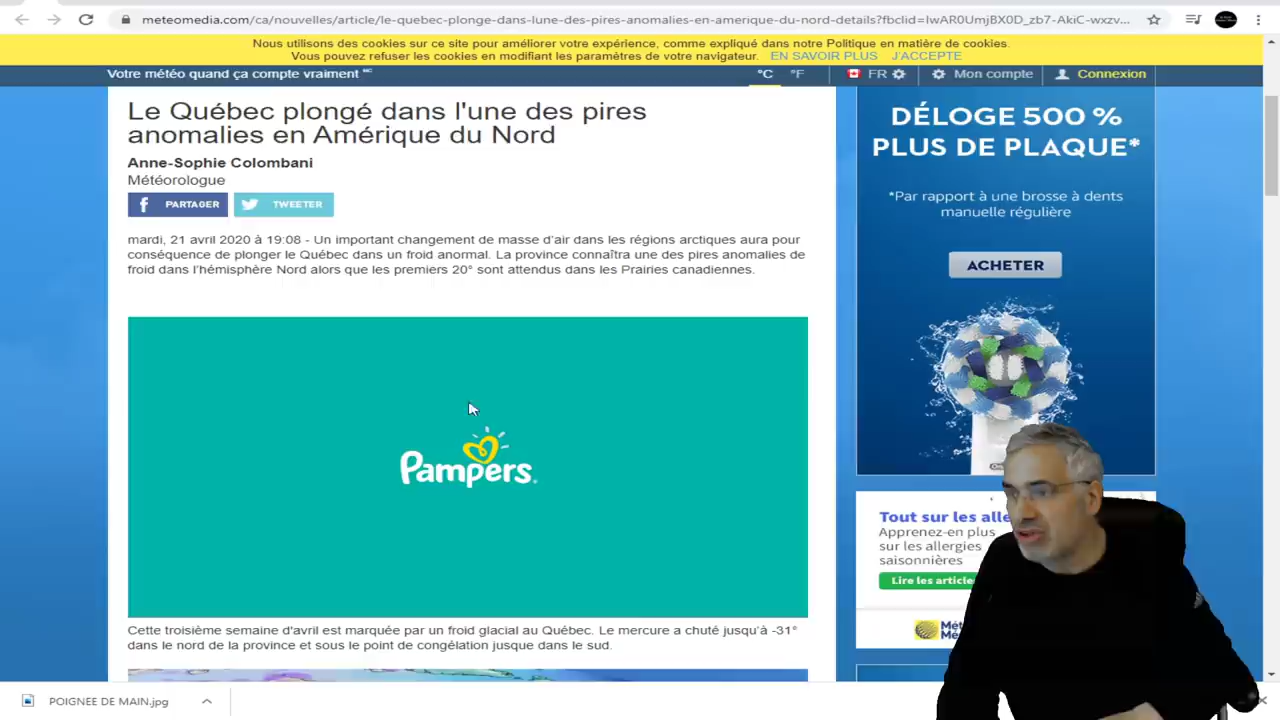 meteomedia.com/ca/nouvelles/article/le-quebec-plonge-dans-lune-des-pires-anomalies-en-amerique-du-nord-details?fbclid=IwAR0UmjBX0D_zb7-AkiC-wxzv...
Nous utilisons des cookies sur ce site pour améliorer votre expérience, comme expliqué dans notre Politique en matière de cookies.
Vous pouvez refuser les cookies en modifiant les paramètres de votre navigateur. EN SAVOIR PLUS J'ACCEPTE
Votre météo quand ça compte vraiment
°C °F FR Mon compte Connexion
Le Québec plongé dans l'une des pires
anomalies en Amérique du Nord
Anne-Sophie Colombani
Météorologue
PARTAGER TWEETER
mardi, 21 avril 2020 à 19:08 - Un important changement de masse d'air dans les régions arctiques aura pour
conséquence de plonger le Québec dans un froid anormal. La province connaîtra une des pires anomalies de
froid dans l'hémisphère Nord alors que les premiers 20° sont attendus dans les Prairies canadiennes.
Pampers
Cette troisième semaine d'avril est marquée par un froid glacial au Québec. Le mercure a chuté jusqu'à -31°
dans le nord de la province et sous le point de congélation jusque dans le sud.
DÉLOGE 500 %
PLUS DE PLAQUE*
*Par rapport à une brosse à dents
manuelle régulière
ACHETER
Tout sur les
Apprenez-en plus
sur les allergies
saisonnières
Lire les
POIGNEE DE MAIN.jpg